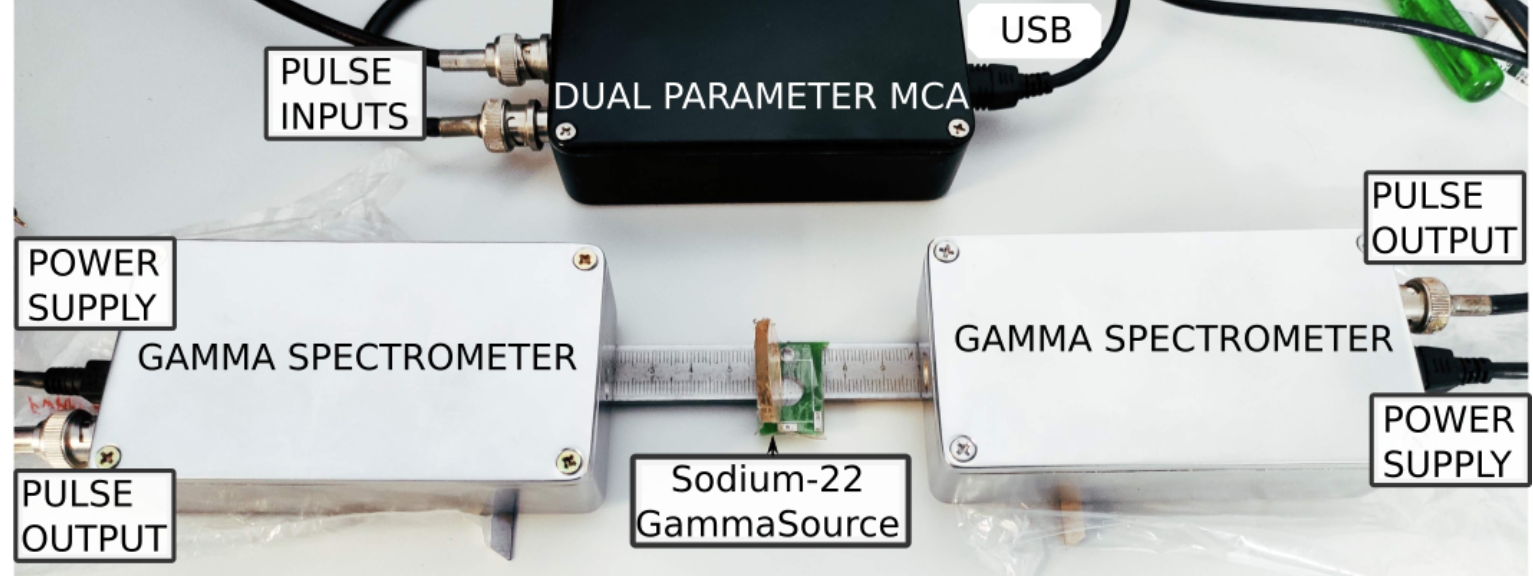 USB
PULSE
INPUTS
DUAL PARAMETER MCA
PULSE
OUTPUT
POWER
SUPPLY
GAMMA SPECTROMETER
GAMMA SPECTROMETER
POWER
SUPPLY
PULSE
OUTPUT
Sodium-22
GammaSource